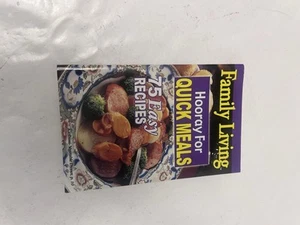 Family Living
Hooray For
QUICK MEALS
75 Easy
RECIPES